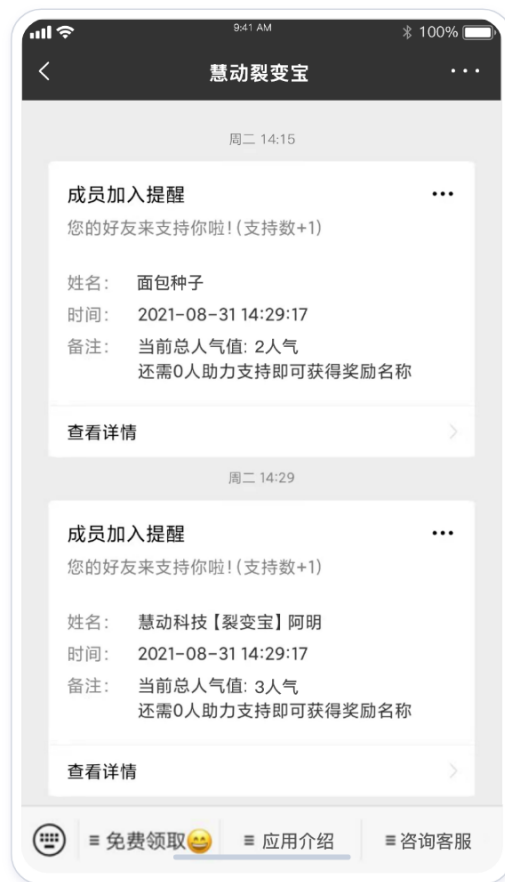 9:41 AM 100%
慧动裂变宝
周二 14:15
成员加入提醒
您的好友来支持你啦!(支持数+1)
姓名: 面包种子
时间: 2021-08-31 14:29:17
备注: 当前总人气值: 2人气
还需0人助力支持即可获得奖励名称
查看详情
周二 14:29
成员加入提醒
您的好友来支持你啦!(支持数+1)
姓名: 慧动科技【裂变宝】阿明
时间: 2021-08-31 14:29:17
备注: 当前总人气值: 3人气
还需0人助力支持即可获得奖励名称
查看详情
≡ 免费领取😄 ≡ 应用介绍 ≡ 咨询客服